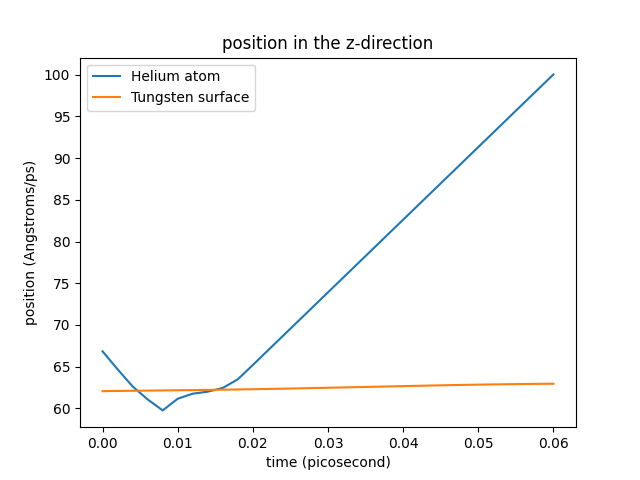 position in the z-direction
Helium atom
Tungsten surface
position (Angstroms/ps)
100
95
90
85
80
75
70
65
60
0.00 0.01 0.02 0.03 0.04 0.05 0.06
time (picosecond)